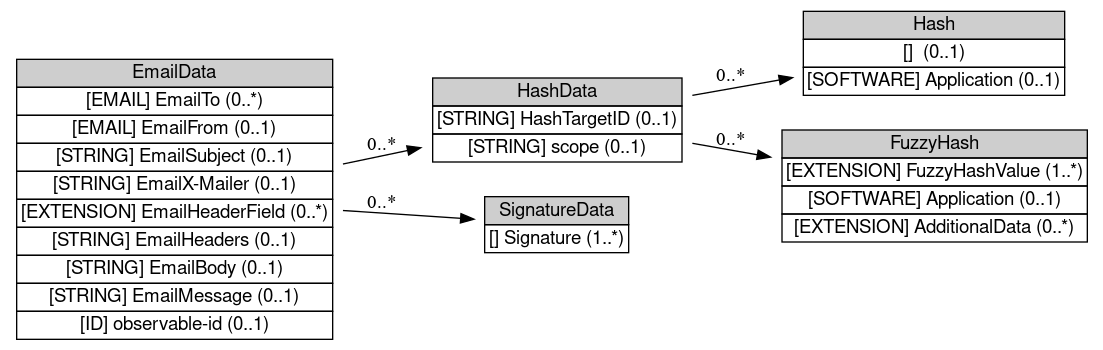 EmailData
[EMAIL] EmailTo (0..*)
[EMAIL] EmailFrom (0..1)
[STRING] EmailSubject (0..1)
[STRING] EmailX-Mailer (0..1)
[EXTENSION] EmailHeaderField (0..*)
[STRING] EmailHeaders (0..1)
[STRING] EmailBody (0..1)
[STRING] EmailMessage (0..1)
[ID] observable-id (0..1)
0..*
0..*
HashData
[STRING] HashTargetID (0..1)
[STRING] scope (0..1)
SignatureData
[] Signature (1..*)
0..*
0..*
Hash
[]  (0..1)
[SOFTWARE] Application (0..1)
FuzzyHash
[EXTENSION] FuzzyHashValue (1..*)
[SOFTWARE] Application (0..1)
[EXTENSION] AdditionalData (0..*)